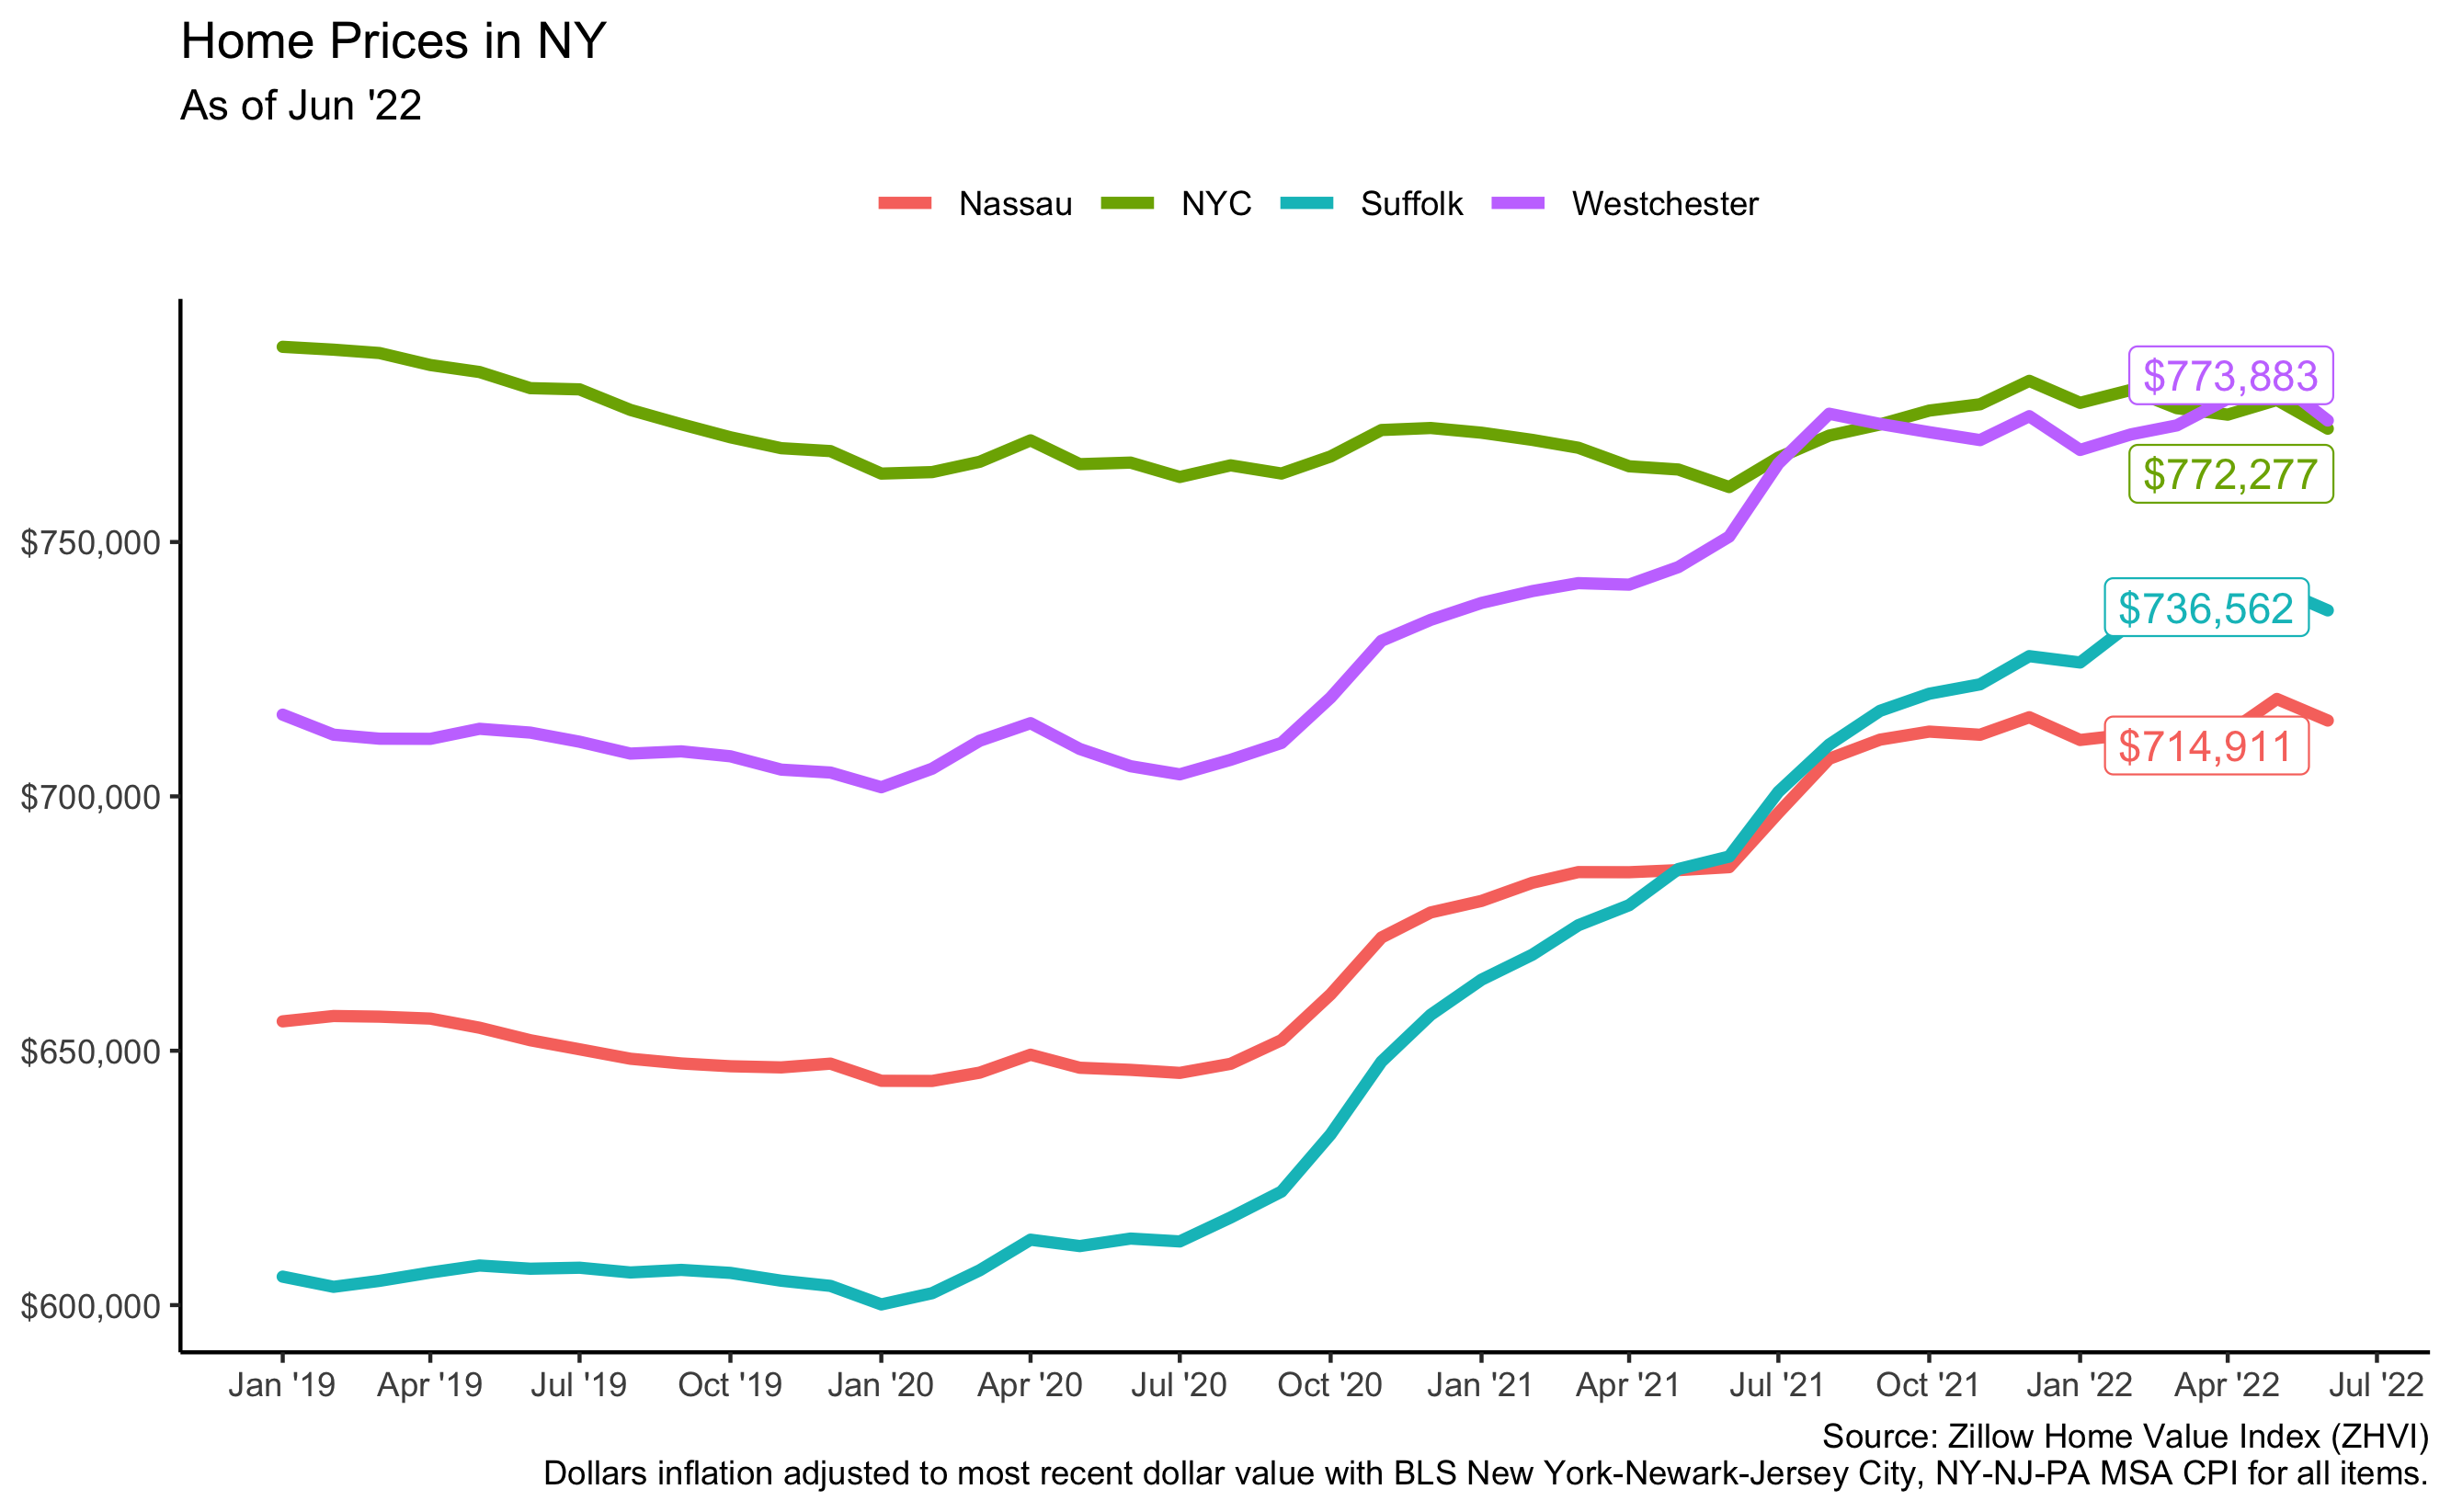 Home Prices in NY
As of Jun '22
Nassau NYC Suffolk Westchester
$773,883
$772,277
$750,000
$736,562
$714,911
$700,000
$650,000
$600,000
Jan '19 Apr '19 Jul '19 Oct '19 Jan '20 Apr '20 Jul '20 Oct '20 Jan '21 Apr '21 Jul '21 Oct '21 Jan '22 Apr '22 Jul '22
Source: Zillow Home Value Index (ZHVI)
Dollars inflation adjusted to most recent dollar value with BLS New York-Newark-Jersey City, NY-NJ-PA MSA CPI for all items.